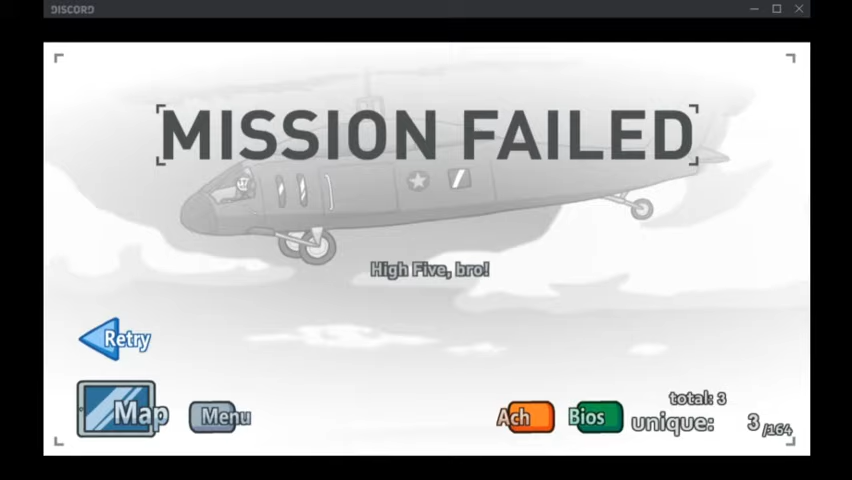 DISCORD
MISSION FAILED
High Five, bro!
Retry
Map
Menu
Ach
Bios
total: 3
unique: 3 /164